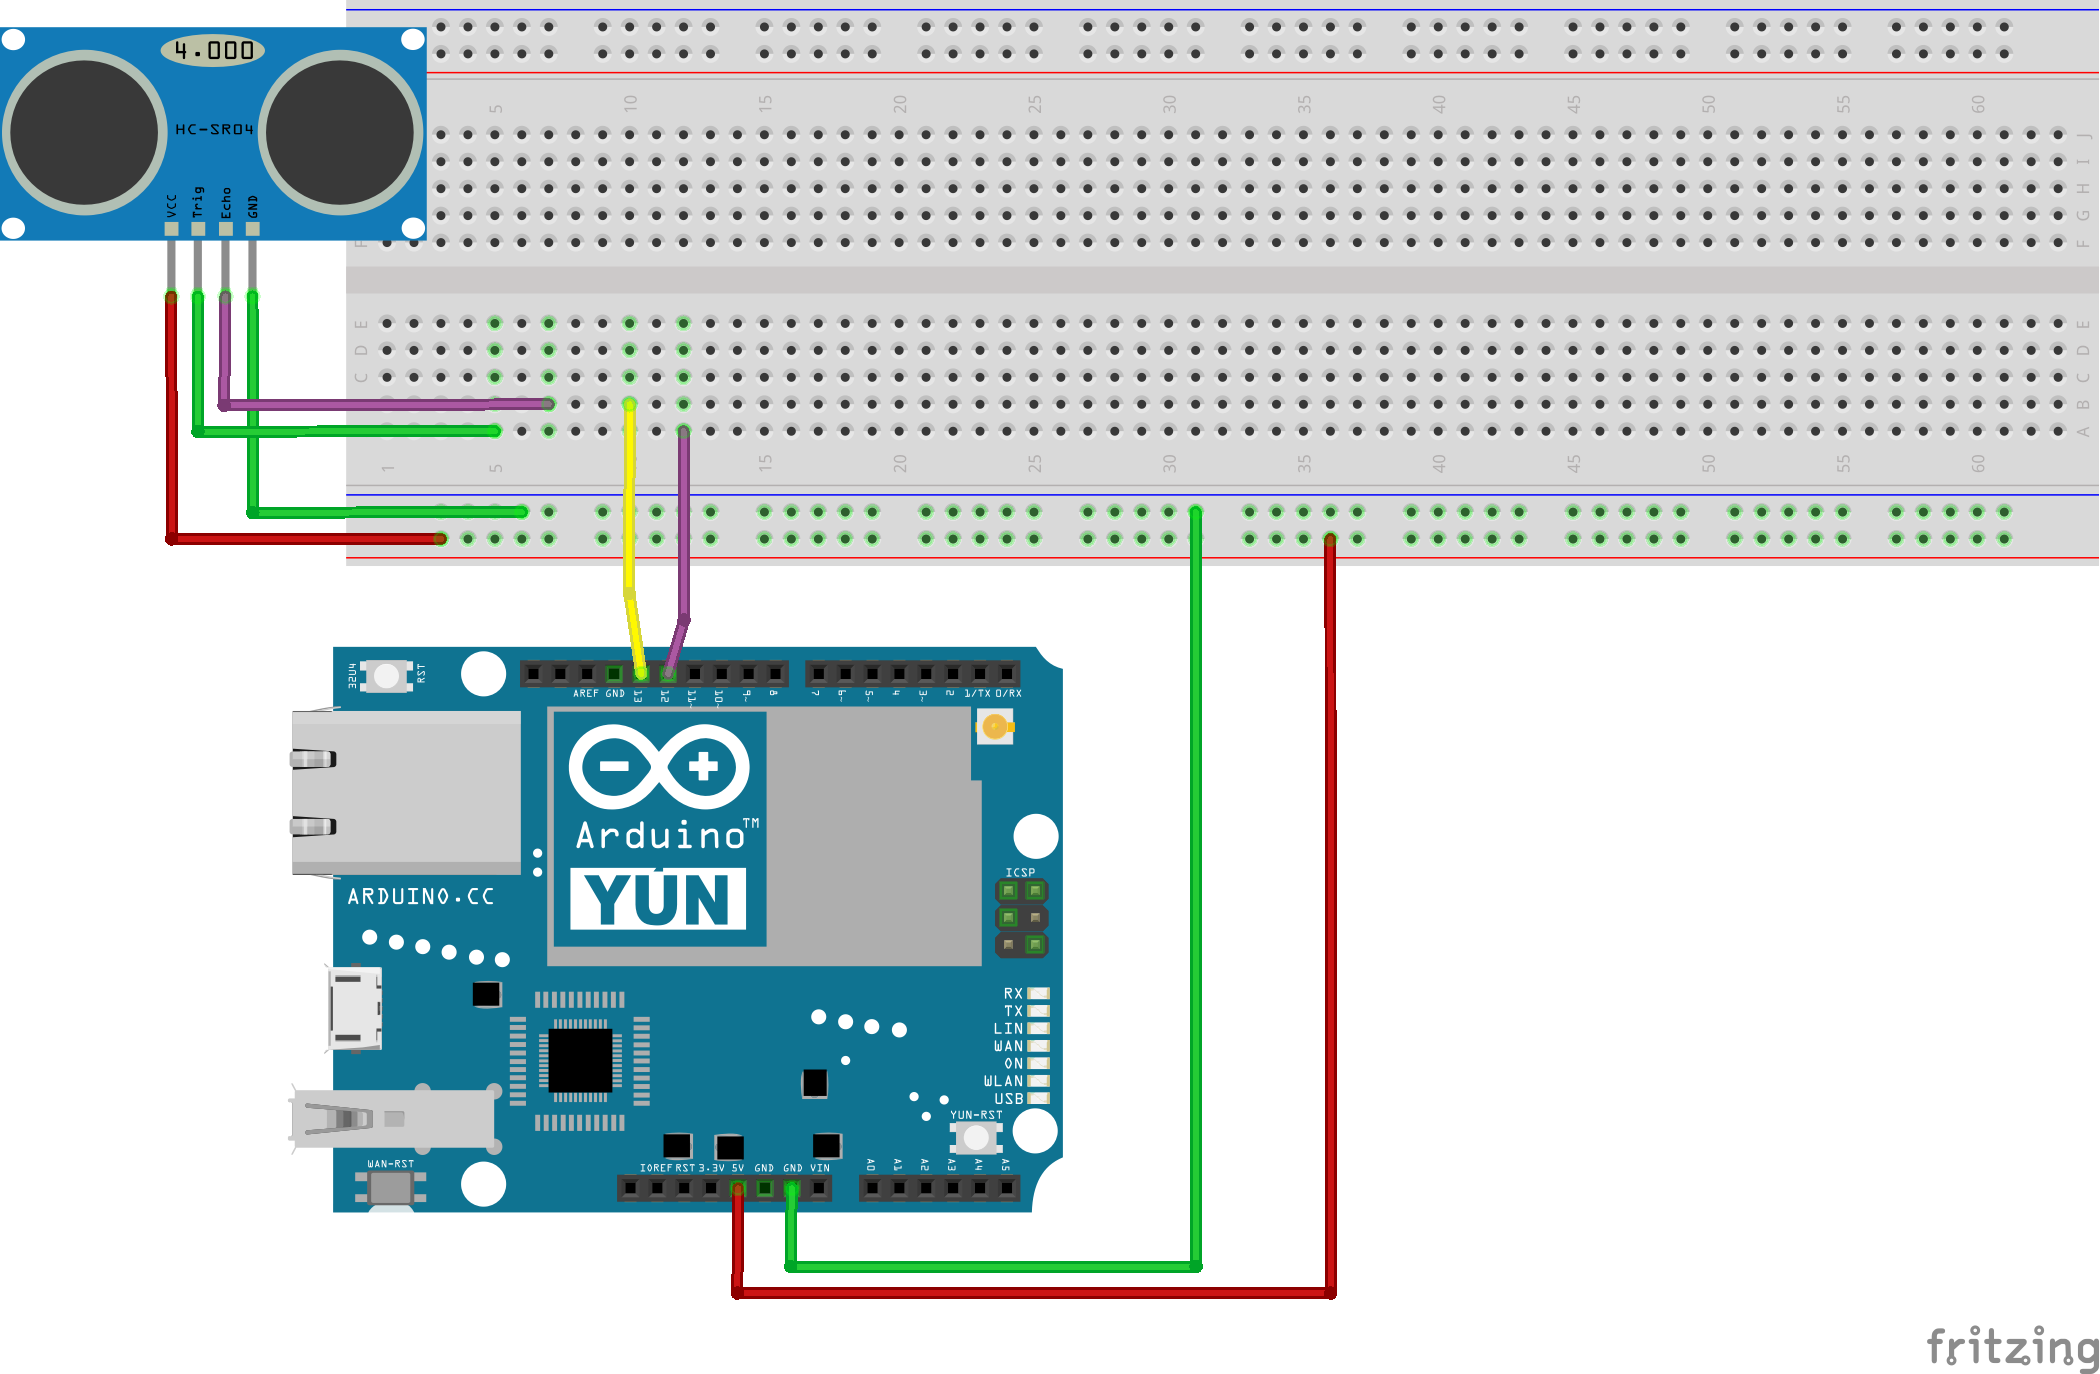 4.000
HC-SR04
VCC Trig Echo GND
5 10 15 20 25 30 35 40 45 50 55 60
J
I
H
G
F F
E E
D D
C C
B
A
1 5 15 20 25 30 35 40 45 50 55 60
32U4 RST
AREF GND 13 12 11~ 10~ 9~ 8 7 6~ 5~ 4 3~ 2 1/TX 0/RX
Arduino™
YÚN
ARDUINO.CC
ICSP
RX
TX
LIN
WAN
ON
WLAN
USB
YUN-RST
WAN-RST
IOREF RST 3.3V 5V GND GND VIN A0 A1 A2 A3 A4 A5
fritzing